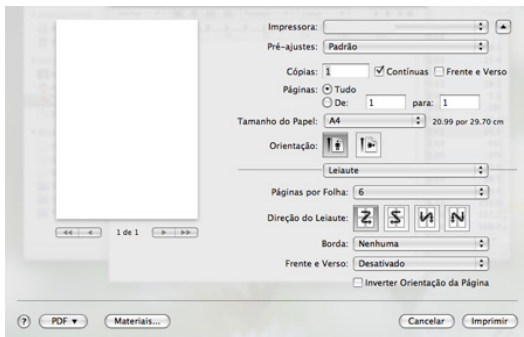 Impressora:
Pré-ajustes: Padrão
Cópias: 1 Contínuas Frente e Verso
Páginas: Tudo
De: 1 para: 1
Tamanho do Papel: A4 20.99 por 29.70 cm
Orientação:
Leiaute
Páginas por Folha: 6
Direção do Leiaute:
1 de 1
Borda: Nenhuma
Frente e Verso: Desativado
Inverter Orientação da Página
? PDF Materiais... Cancelar Imprimir